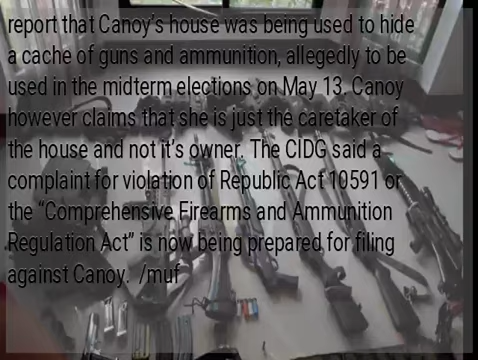 report that Canoy's house was being used to hide
a cache of guns and ammunition, allegedly to be
used in the midterm elections on May 13. Canoy
however claims that she is just the caretaker of
the house and not it's owner. The CIDG said a
complaint for violation of Republic Act 10591 or
the “Comprehensive Firearms and Ammunition
Regulation Act” is now being prepared for filing
against Canoy.  /muf